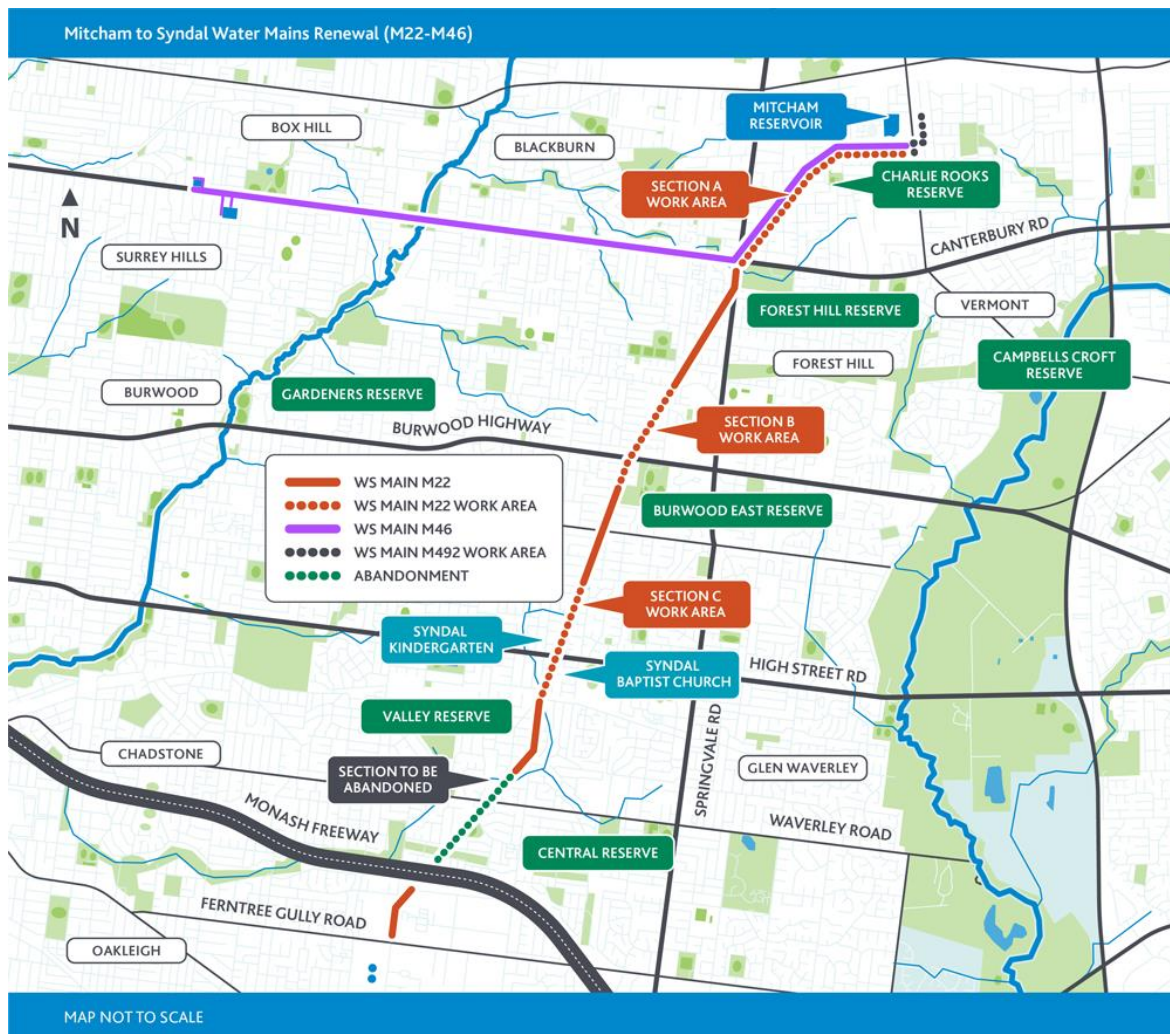 Mitcham to Syndal Water Mains Renewal (M22-M46)
MITCHAM
RESERVOIR
BOX HILL
BLACKBURN
SECTION A
WORK AREA
CHARLIE ROOKS
RESERVE
N
CANTERBURY RD
SURREY HILLS
FOREST HILL RESERVE
VERMONT
FOREST HILL
CAMPBELLS CROFT
RESERVE
BURWOOD
GARDENERS RESERVE
BURWOOD HIGHWAY
SECTION B
WORK AREA
WS MAIN M22
WS MAIN M22 WORK AREA
WS MAIN M46
WS MAIN M492 WORK AREA
ABANDONMENT
BURWOOD EAST RESERVE
SECTION C
WORK AREA
SYNDAL
KINDERGARTEN
SYNDAL
BAPTIST CHURCH
HIGH STREET RD
VALLEY RESERVE
SPRINGVALE RD
CHADSTONE
SECTION TO BE
ABANDONED
GLEN WAVERLEY
MONASH FREEWAY
WAVERLEY ROAD
CENTRAL RESERVE
FERNTREE GULLY ROAD
OAKLEIGH
MAP NOT TO SCALE